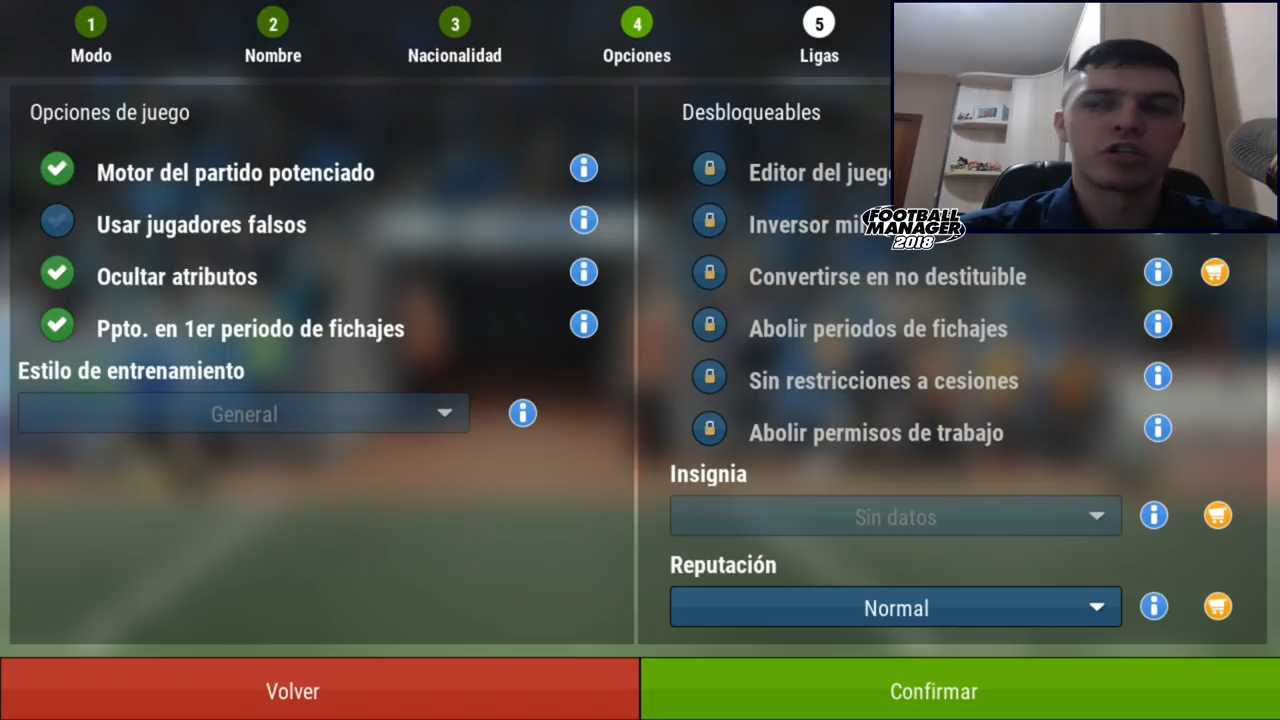 1
Modo
2
Nombre
3
Nacionalidad
4
Opciones
5
Ligas
Opciones de juego
Motor del partido potenciado
Usar jugadores falsos
Ocultar atributos
Ppto. en 1er periodo de fichajes
Estilo de entrenamiento
General
Desbloqueables
Editor del
Inversor
Convertirse en no destituible
Abolir periodos de fichajes
Sin restricciones a cesiones
Abolir permisos de trabajo
Insignia
Sin datos
Reputación
Normal
FOOTBALL
MANAGER
2018
Volver
Confirmar